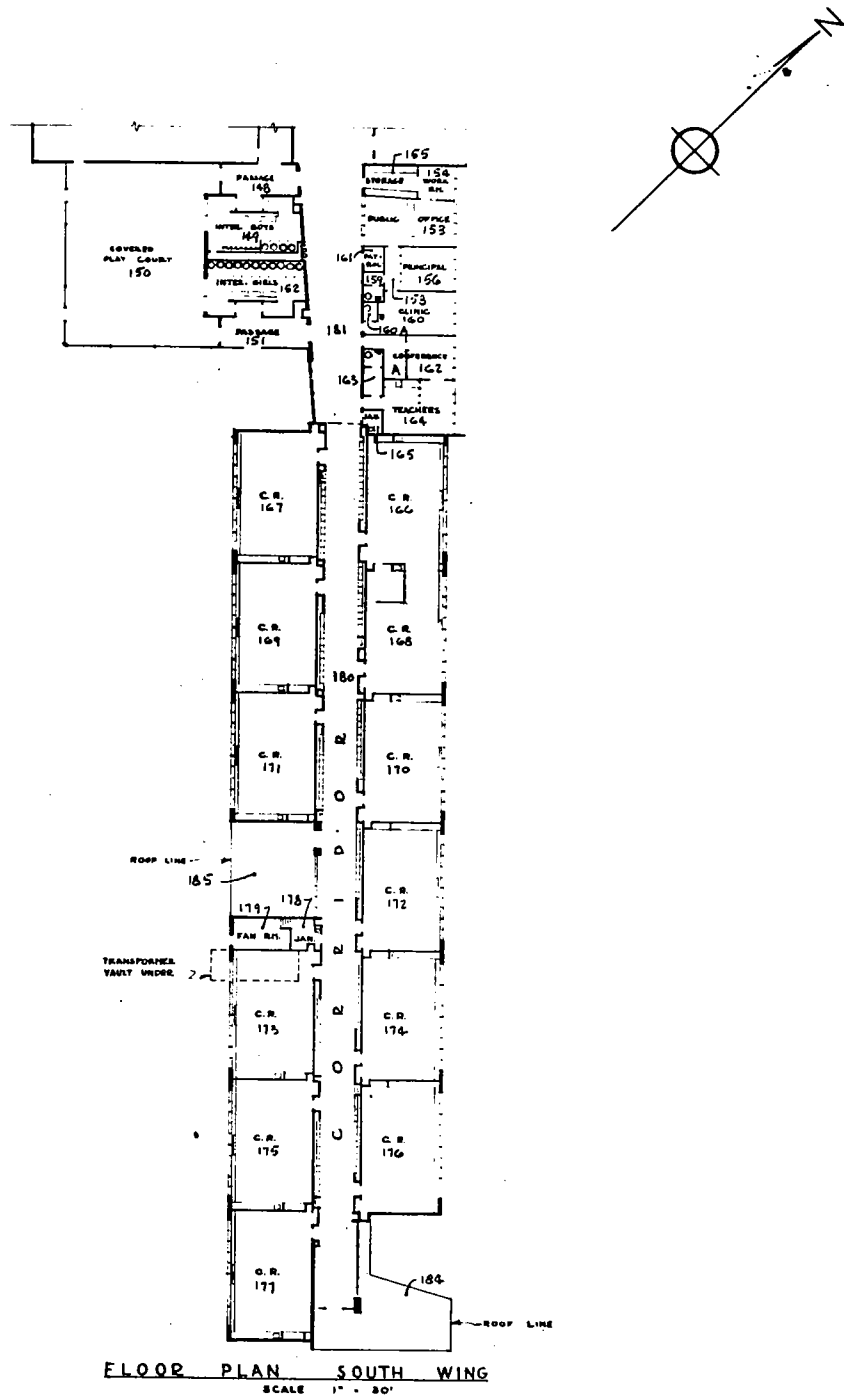 N
165
STORAGE
154
WORK
RM.
PASSAGE
148
INTER. BOYS
149
PUBLIC OFFICE
153
COVERED
PLAY COURT
150
161
PAT.
RM.
159
PRINCIPAL
156
153
INTER. GIRLS
162
CLINIC
160
160A
PASSAGE
151
181
CONFERENCE
162
163
A
TEACHERS
164
JAN.
165
C. R.
167
C. R.
166
C. R.
169
C. R.
168
180
C. R.
171
C. R.
170
CORRIDOR
ROOF LINE
185
C. R.
172
179
178
FAN RM.
JAN.
TRANSFORMER
VAULT UNDER
C. R.
173
C. R.
174
C. R.
175
C. R.
176
C. R.
177
184
ROOF LINE
FLOOR PLAN SOUTH WING
SCALE 1" = 30'